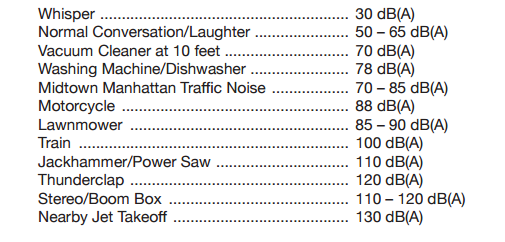 Whisper ................................................................ 30 dB(A)
Normal Conversation/Laughter ........................ 50 – 65 dB(A)
Vacuum Cleaner at 10 feet ................................ 70 dB(A)
Washing Machine/Dishwasher ......................... 78 dB(A)
Midtown Manhattan Traffic Noise .................... 70 – 85 dB(A)
Motorcycle .......................................................... 88 dB(A)
Lawnmower ........................................................ 85 – 90 dB(A)
Train .................................................................... 100 dB(A)
Jackhammer/Power Saw .................................. 110 dB(A)
Thunderclap ........................................................ 120 dB(A)
Stereo/Boom Box .............................................. 110 – 120 dB(A)
Nearby Jet Takeoff ............................................. 130 dB(A)